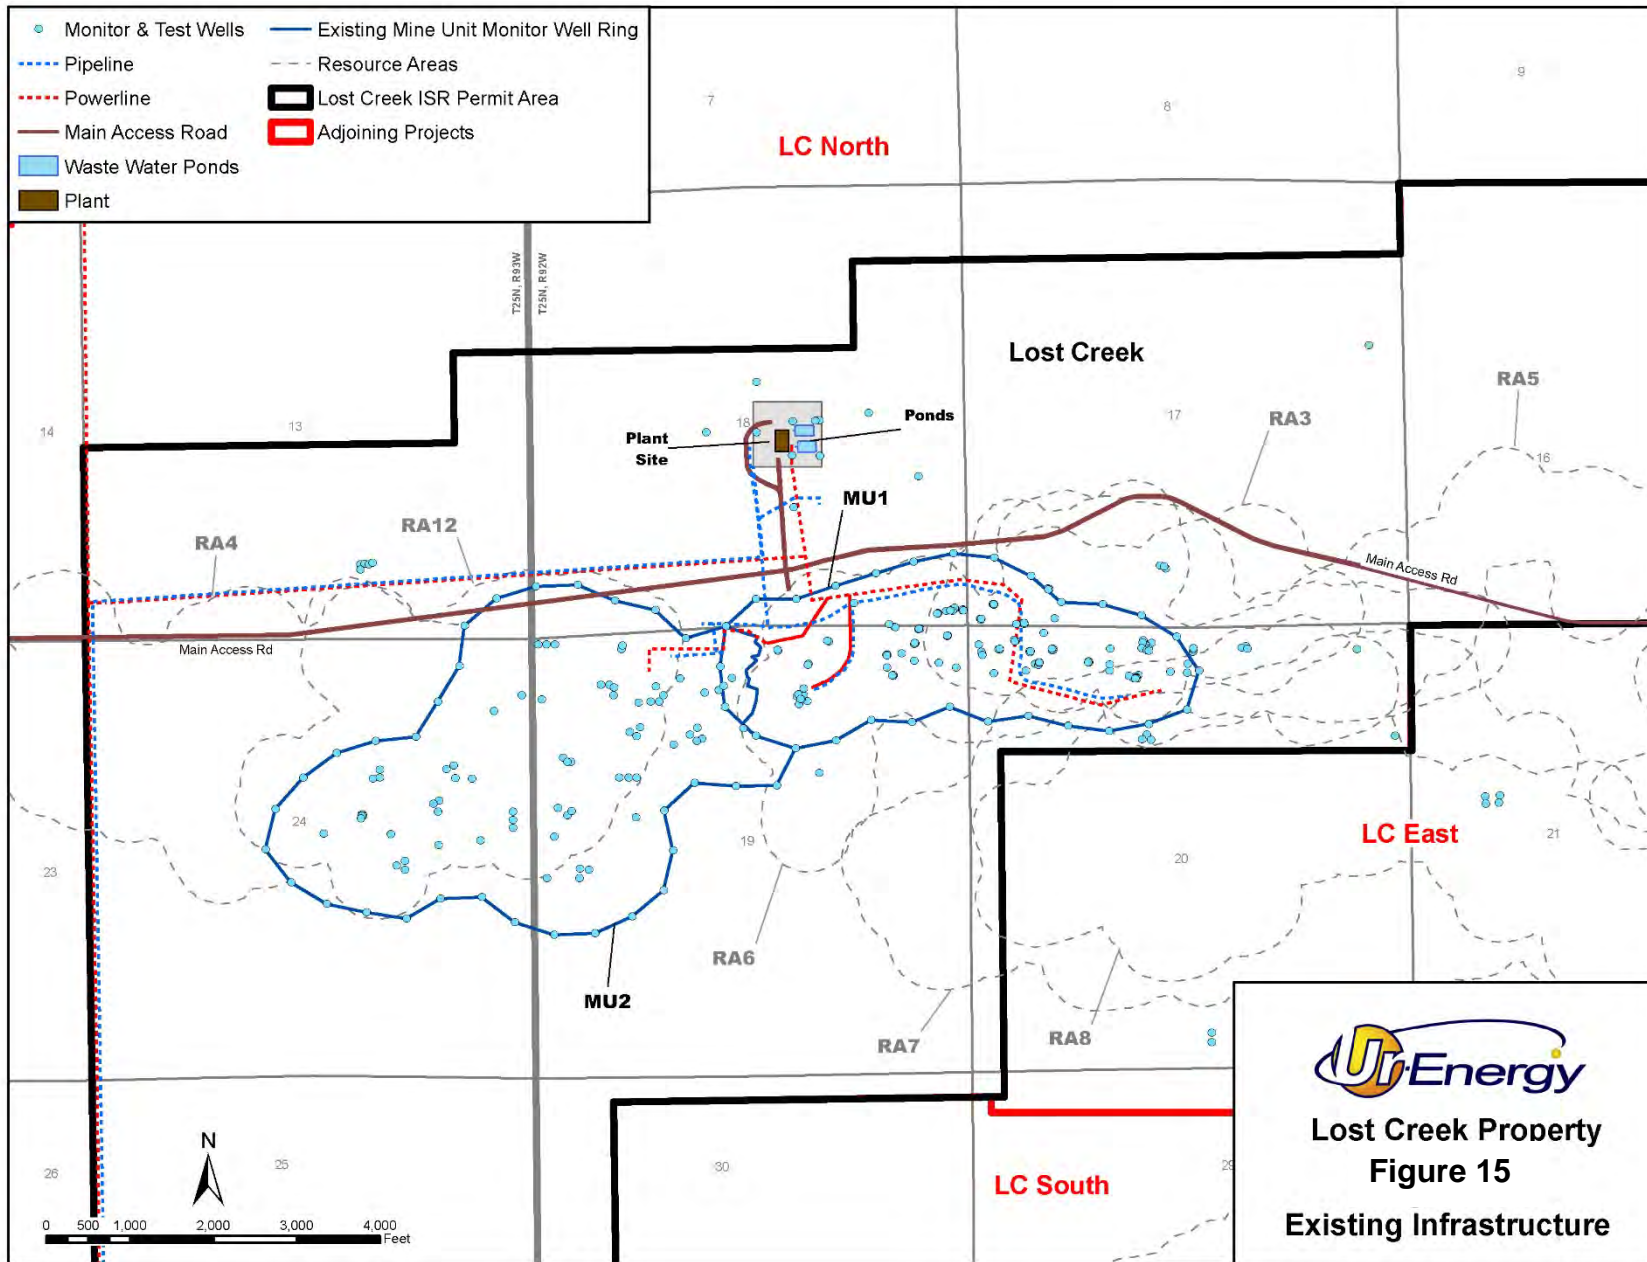 Monitor & Test Wells
Existing Mine Unit Monitor Well Ring
Pipeline
Resource Areas
Powerline
Lost Creek ISR Permit Area
Main Access Road
Adjoining Projects
Waste Water Ponds
Plant
7
8
9
LC North
T25N, R93W
T25N, R92W
Lost Creek
RA5
14
13
18
17
RA3
16
Plant
Site
Ponds
MU1
RA4
RA12
Main Access Rd
Main Access Rd
24
23
19
20
LC East
21
RA6
MU2
RA7
RA8
N
26
25
30
29
LC South
0 500 1,000 2,000 3,000 4,000
Feet
Ur-Energy
Lost Creek Property
Figure 15
Existing Infrastructure